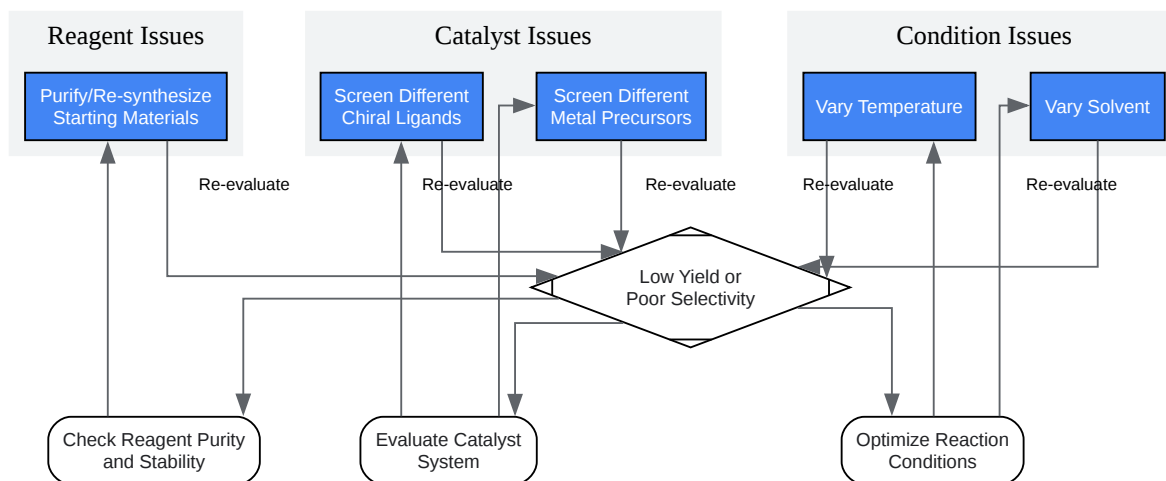 Reagent Issues
Catalyst Issues
Condition Issues
Purify/Re-synthesize
Starting Materials
Screen Different
Chiral Ligands
Screen Different
Metal Precursors
Vary Temperature
Vary Solvent
Re-evaluate
Re-evaluate
Re-evaluate
Re-evaluate
Re-evaluate
Low Yield or
Poor Selectivity
Check Reagent Purity
and Stability
Evaluate Catalyst
System
Optimize Reaction
Conditions